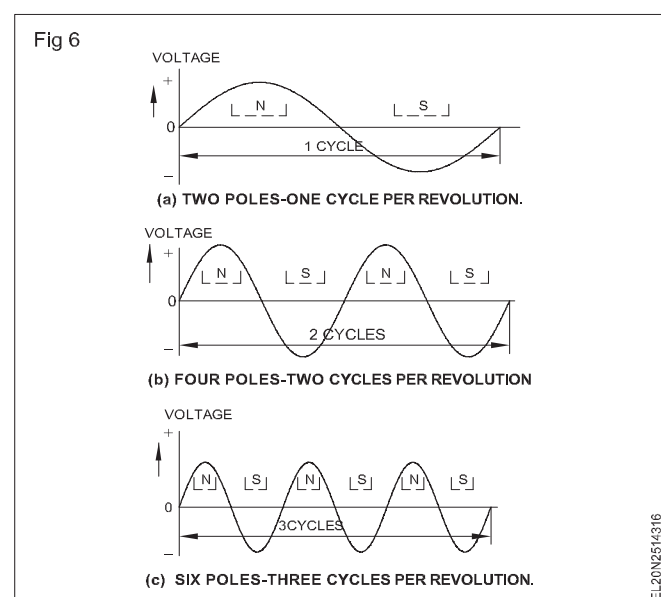 Fig 6
VOLTAGE
+
N S
0
1 CYCLE
–
(a) TWO POLES-ONE CYCLE PER REVOLUTION.
VOLTAGE
+
N S N S
0
2 CYCLES
–
(b) FOUR POLES-TWO CYCLES PER REVOLUTION
VOLTAGE
+
N S N S N S
0
3CYCLES
–
(c) SIX POLES-THREE CYCLES PER REVOLUTION.
EL20N2514316